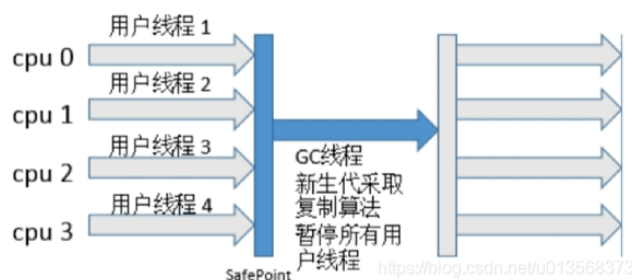 用户线程 1
cpu 0
用户线程 2
cpu 1
用户线程 3
cpu 2
用户线程 4
cpu 3
GC线程
新生代采取
复制算法
暂停所有用
户线程
SafePoint
https://blog.csdn.net/u013568373